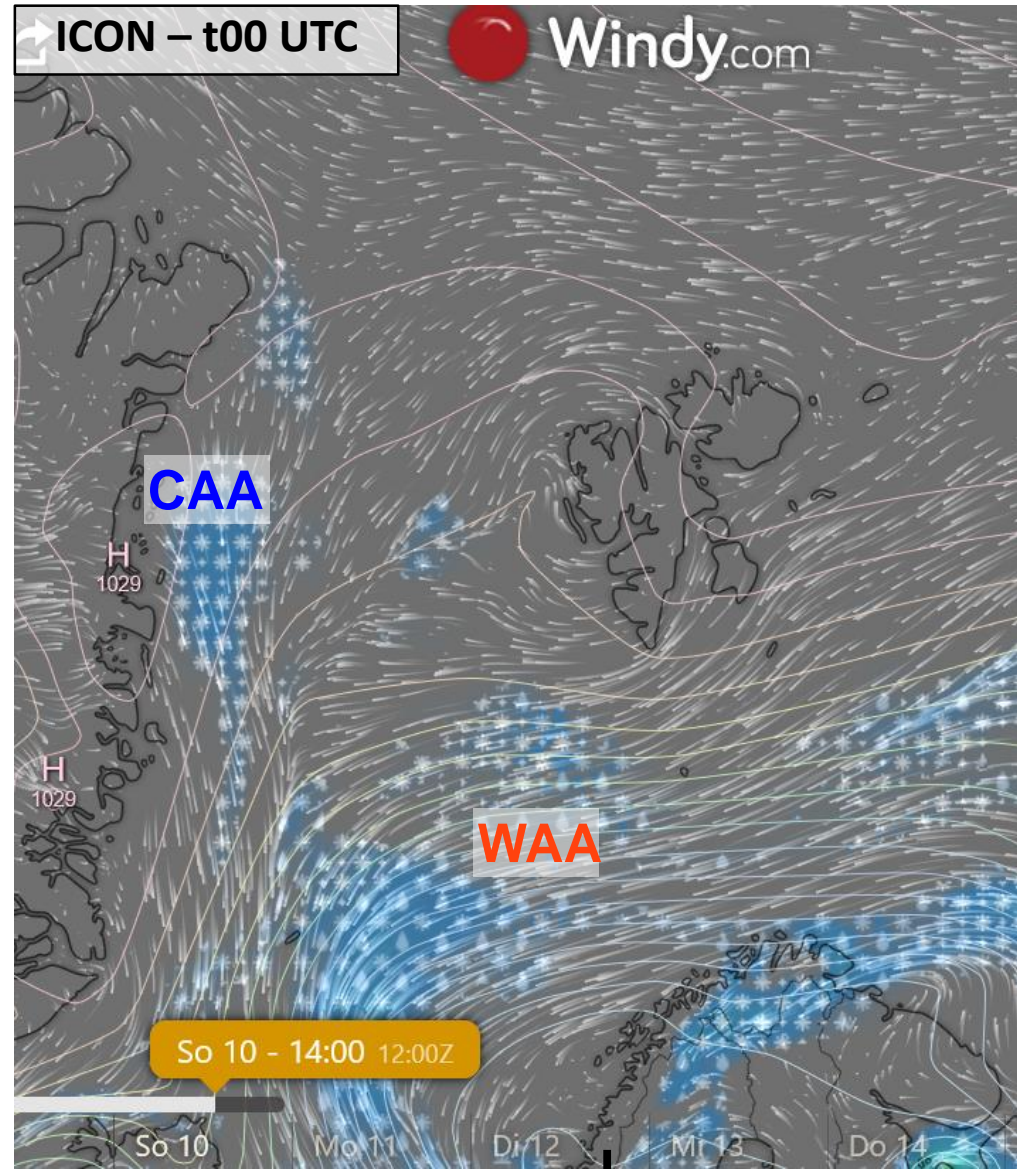 ICON – t00 UTC
Windy.com
CAA
H
1029
H
1029
WAA
So 10 - 14:00 12:00Z
So 10 Mo 11 Di 12 Mi 13 Do 14